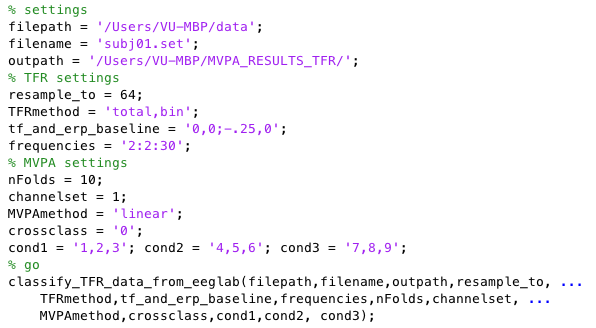 % settings
filepath = '/Users/VU-MBP/data';
filename = 'subj01.set';
outpath = '/Users/VU-MBP/MVPA_RESULTS_TFR/';
% TFR settings
resample_to = 64;
TFRmethod = 'total,bin';
tf_and_erp_baseline = '0,0;-.25,0';
frequencies = '2:2:30';
% MVPA settings
nFolds = 10;
channelset = 1;
MVPAmethod = 'linear';
crossclass = '0';
cond1 = '1,2,3'; cond2 = '4,5,6'; cond3 = '7,8,9';
% go
classify_TFR_data_from_eeglab(filepath,filename,outpath,resample_to, ...
    TFRmethod,tf_and_erp_baseline,frequencies,nFolds,channelset, ...
    MVPAmethod,crossclass,cond1,cond2, cond3);